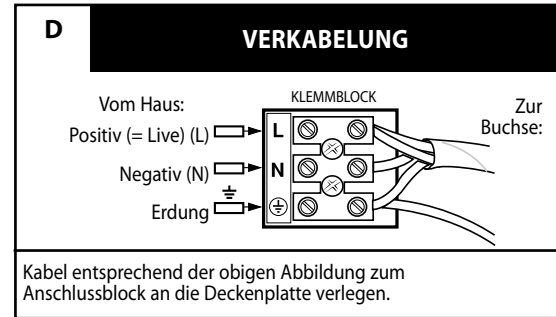 D
VERKABELUNG
KLEMMBLOCK
Vom Haus:
Positiv (= Live) (L)
Negativ (N)
Erdung
L
N
Zur
Buchse:
Kabel entsprechend der obigen Abbildung zum
Anschlussblock an die Deckenplatte verlegen.